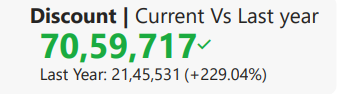 Discount | Current Vs Last year
70,59,717✓
Last Year: 21,45,531 (+229.04%)